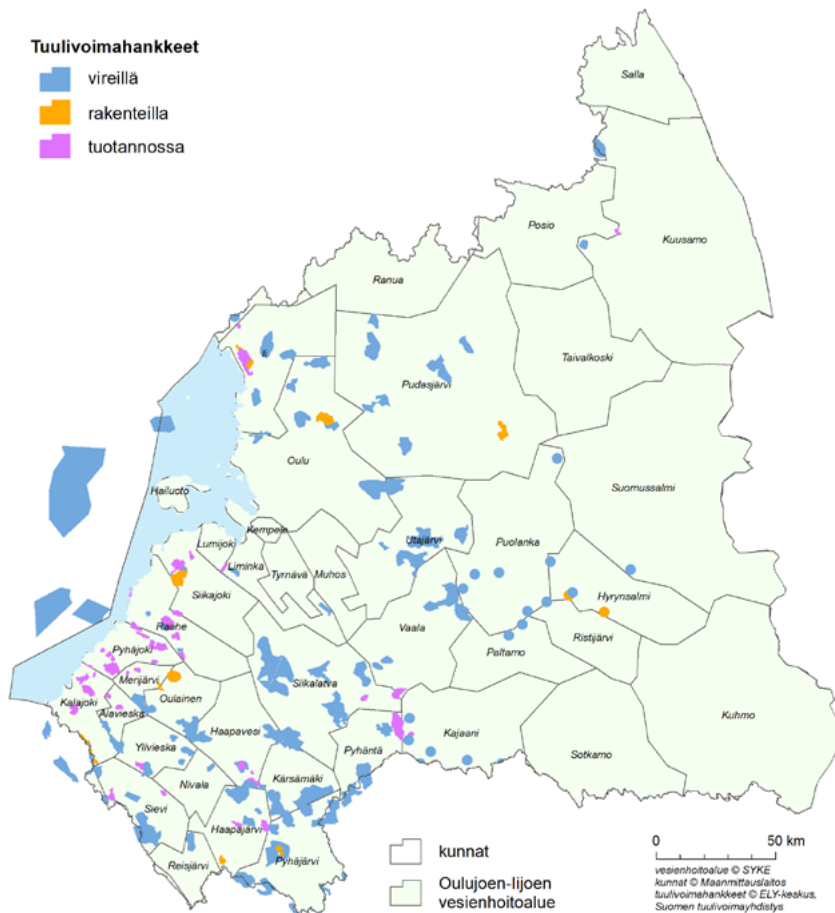 Tuulivoimahankkeet
vireillä
rakenteilla
tuotannossa
Salla
Posio
Kuusamo
Ranua
Ii
Taivalkoski
Pudasjärvi
Oulu
Suomussalmi
Hailuoto
Kempele
Utajärvi
Puolanka
Lumijoki
Liminka
Tyrnävä
Muhos
Hyrynsalmi
Siikajoki
Raahe
Vaala
Ristijärvi
Pyhäjoki
Paltamo
Merijärvi
Siikalatva
Oulainen
Kalajoki
Alavieska
Kajaani
Kuhmo
Haapavesi
Ylivieska
Pyhäntä
Sotkamo
Kärsämäki
Nivala
Sievi
Haapajärvi
Reisjärvi
Pyhäjärvi
kunnat
Oulujoen-Iijoen
vesienhoitoalue
0 50 km
vesienhoitoalue © SYKE
kunnat © Maanmittauslaitos
tuulivoimahankkeet © ELY-keskus,
Suomen tuulivoimayhdistys